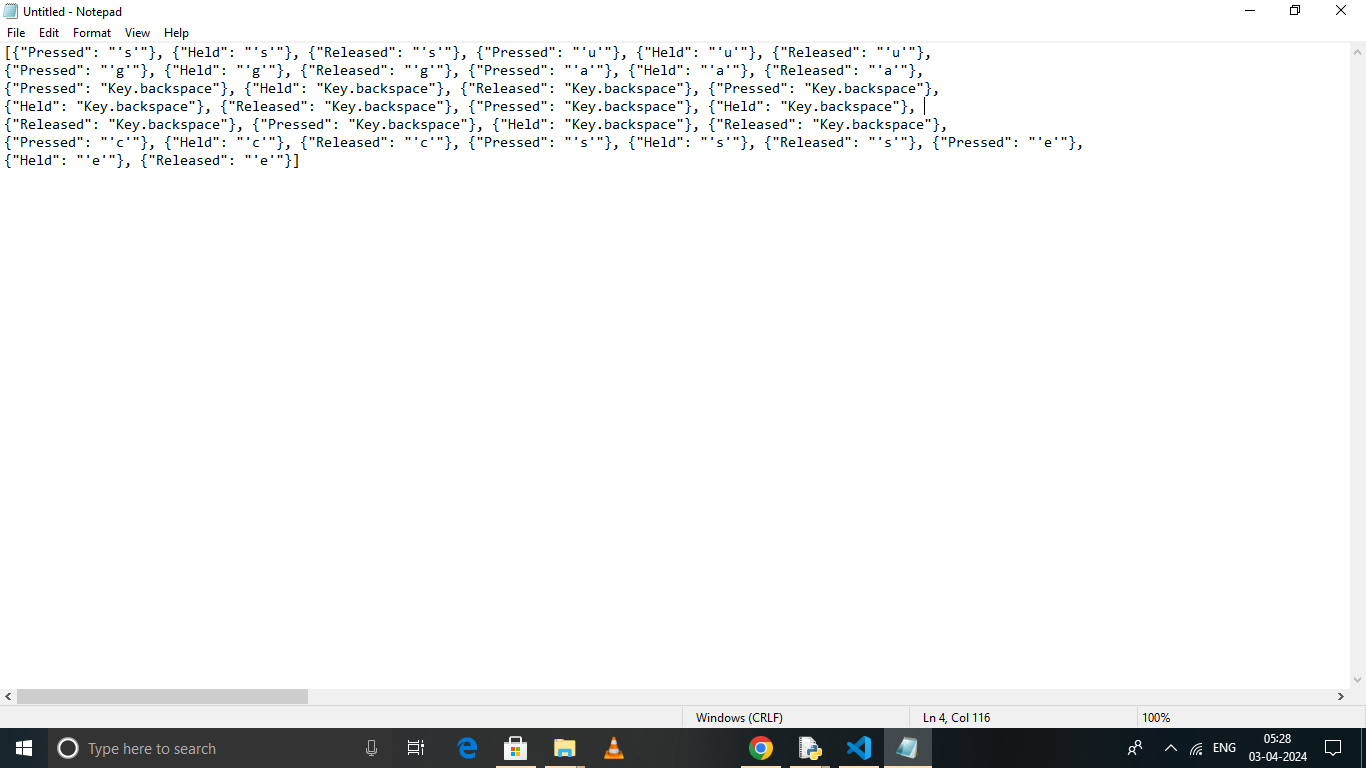 Untitled - Notepad
File Edit Format View Help
[{"Pressed": "'s'"}, {"Held": "'s'"}, {"Released": "'s'"}, {"Pressed": "'u'"}, {"Held": "'u'"}, {"Released": "'u'"},
{"Pressed": "'g'"}, {"Held": "'g'"}, {"Released": "'g'"}, {"Pressed": "'a'"}, {"Held": "'a'"}, {"Released": "'a'"},
{"Pressed": "Key.backspace"}, {"Held": "Key.backspace"}, {"Released": "Key.backspace"}, {"Pressed": "Key.backspace"},
{"Held": "Key.backspace"}, {"Released": "Key.backspace"}, {"Pressed": "Key.backspace"}, {"Held": "Key.backspace"},
{"Released": "Key.backspace"}, {"Pressed": "Key.backspace"}, {"Held": "Key.backspace"}, {"Released": "Key.backspace"},
{"Pressed": "'c'"}, {"Held": "'c'"}, {"Released": "'c'"}, {"Pressed": "'s'"}, {"Held": "'s'"}, {"Released": "'s'"}, {"Pressed": "'e'"},
{"Held": "'e'"}, {"Released": "'e'"}]
Windows (CRLF) Ln 4, Col 116 100%
Type here to search ENG 05:28
03-04-2024